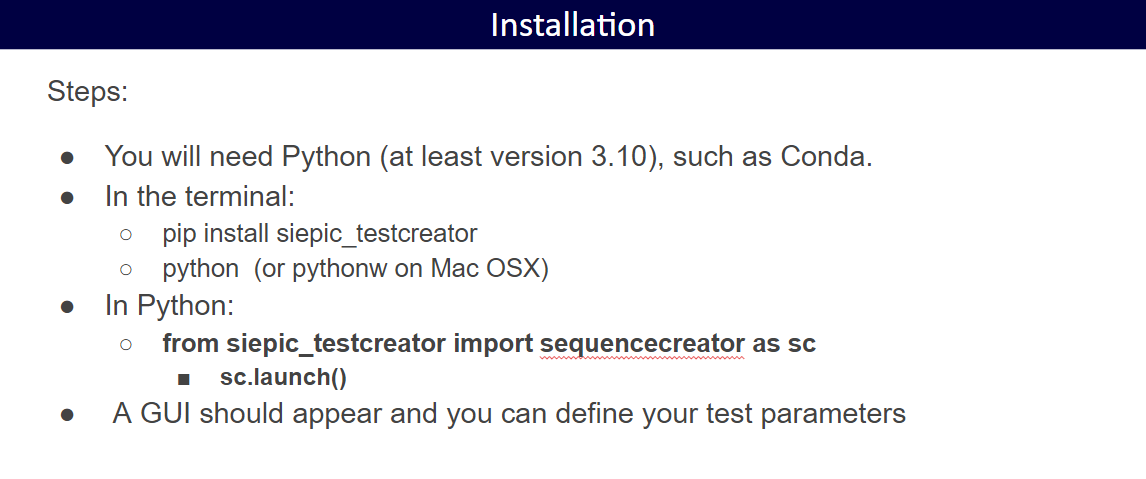 Installation
Steps:
● You will need Python (at least version 3.10), such as Conda.
● In the terminal:
○ pip install siepic_testcreator
○ python  (or pythonw on Mac OSX)
● In Python:
○ from siepic_testcreator import sequencecreator as sc
■ sc.launch()
● A GUI should appear and you can define your test parameters